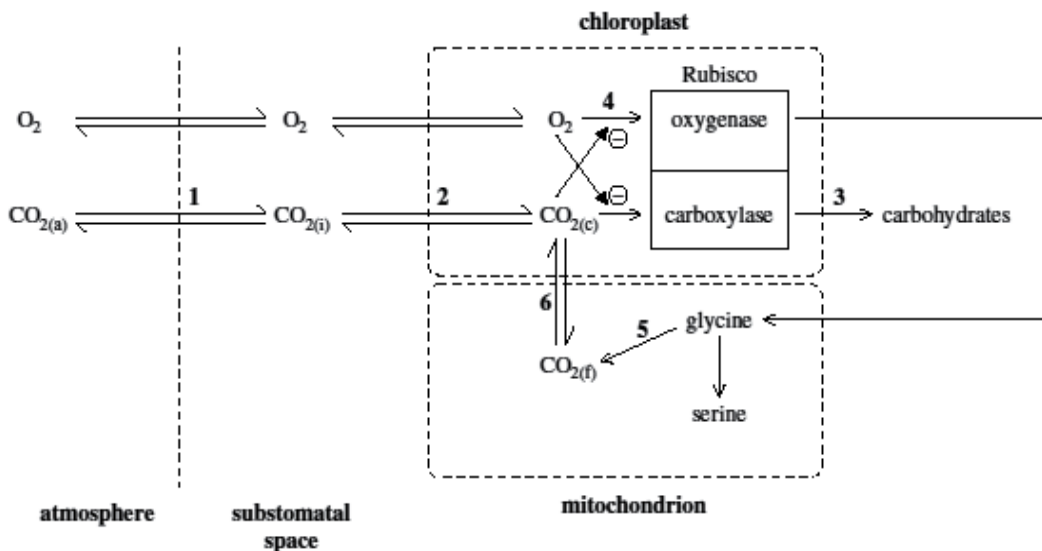 chloroplast
Rubisco
O₂
O₂
O₂
4
oxygenase
⊖
1
2
⊖
3
CO₂(a)
CO₂(i)
CO₂(c)
carboxylase
carbohydrates
6
5
glycine
CO₂(f)
serine
atmosphere
substomatal
space
mitochondrion